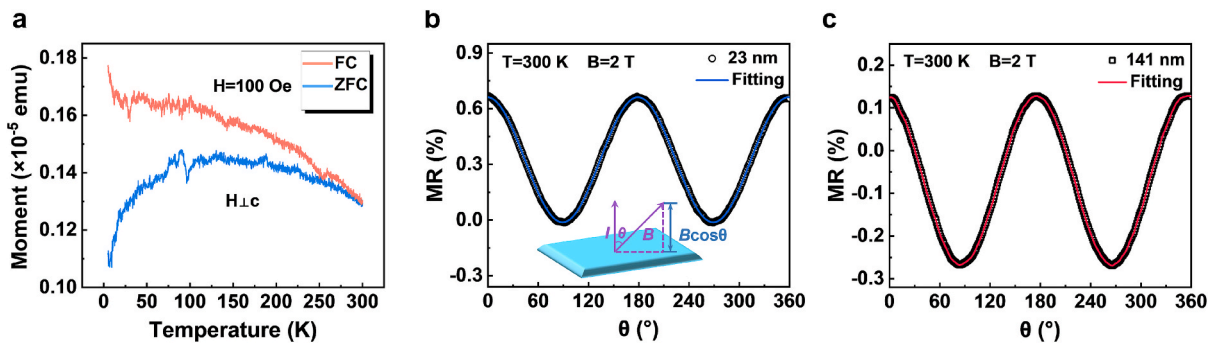 a
0.18
0.16
0.14
0.12
0.10
Moment (×10⁻⁵ emu)
FC
ZFC
H=100 Oe
H⊥c
0 50 100 150 200 250 300
Temperature (K)
b
0.9
0.6
0.3
0.0
-0.3
MR (%)
T=300 K B=2 T
23 nm
Fitting
I θ B Bcosθ
0 60 120 180 240 300 360
θ (°)
c
0.2
0.1
0.0
-0.1
-0.2
-0.3
MR (%)
T=300 K B=2 T
141 nm
Fitting
0 60 120 180 240 300 360
θ (°)